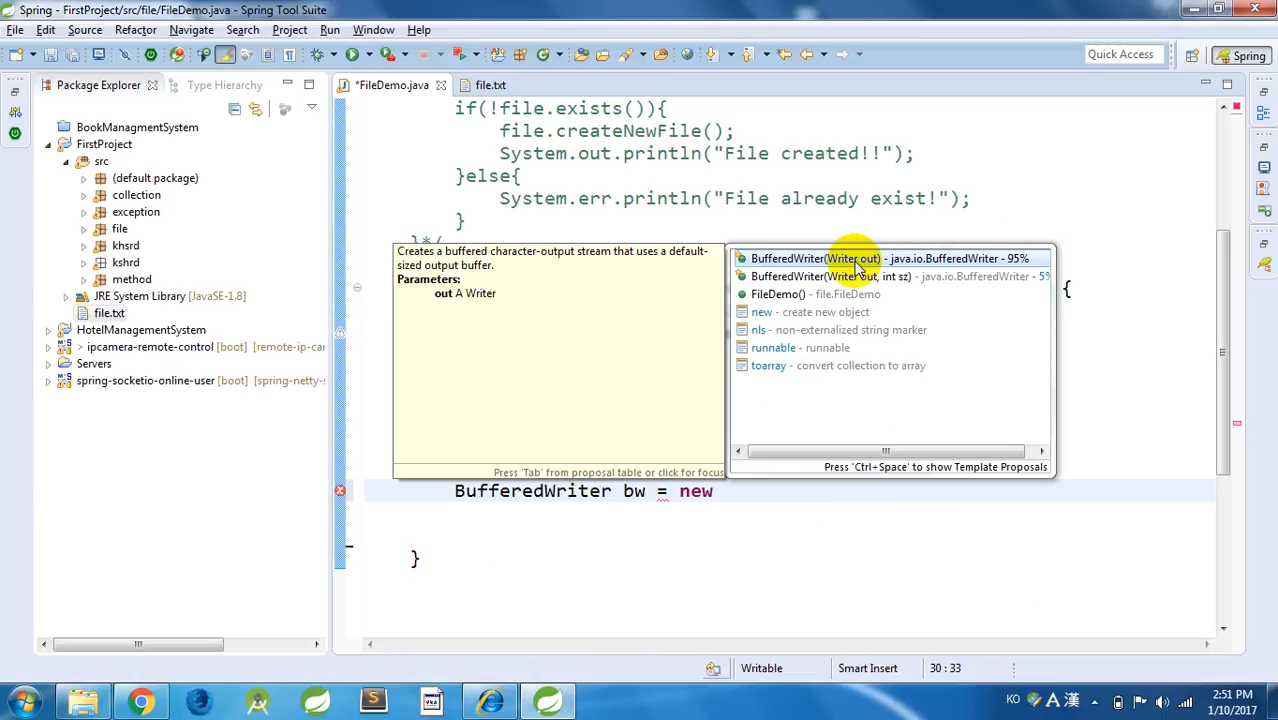 Spring - FirstProject/src/file/FileDemo.java - Spring Tool Suite
File Edit Source Refactor Navigate Search Project Run Window Help
Quick Access
Spring
Package Explorer
Type Hierarchy
*FileDemo.java
file.txt
BookManagmentSystem
FirstProject
src
(default package)
collection
exception
file
khsrd
kshrd
method
JRE System Library [JavaSE-1.8]
file.txt
HotelManagementSystem
> ipcamera-remote-control [boot] [remote-ip-ca
Servers
spring-socketio-online-user [boot] [spring-netty-
if(!file.exists()){
file.createNewFile();
System.out.println("File created!!");
}else{
System.err.println("File already exist!");
}
}*/
{
Creates a buffered character-output stream that uses a default-
sized output buffer.
Parameters:
out A Writer
Press 'Tab' from proposal table or click for focus
BufferedWriter(Writer out) - java.io.BufferedWriter - 95%
BufferedWriter(Writer out, int sz) - java.io.BufferedWriter - 5%
FileDemo() - file.FileDemo
new - create new object
nls - non-externalized string marker
runnable - runnable
toarray - convert collection to array
Press 'Ctrl+Space' to show Template Proposals
BufferedWriter bw = new
}
Writable
Smart Insert
30 : 33
KO
A 漢
2:51 PM
1/10/2017